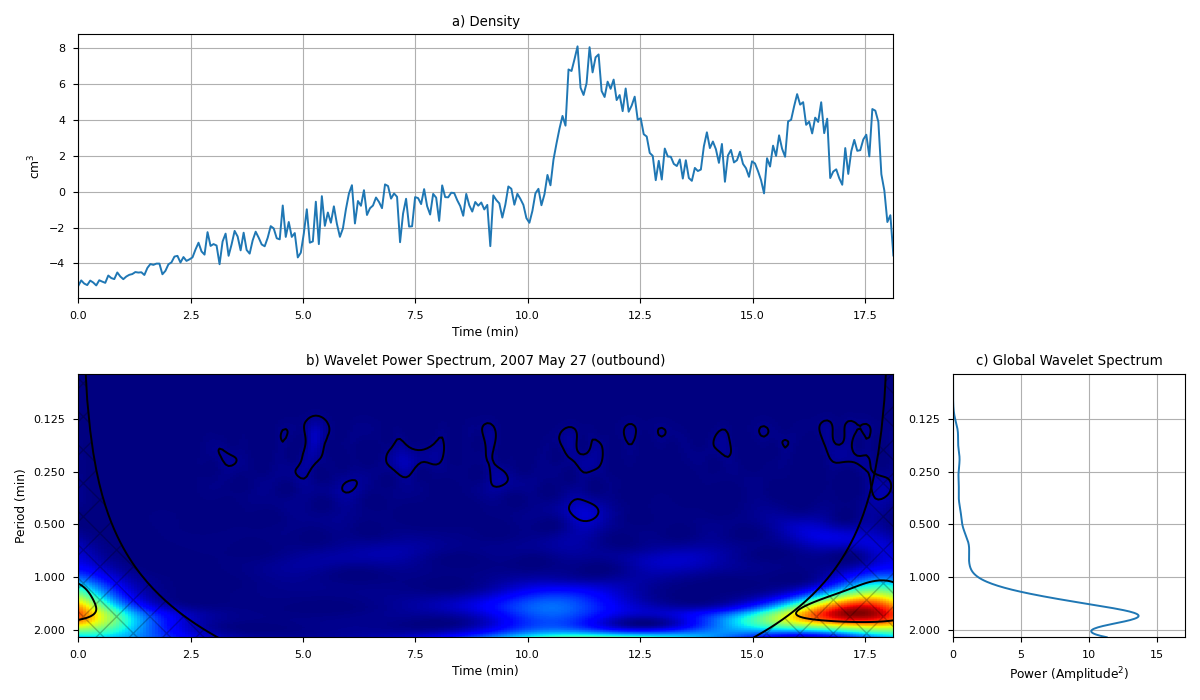 a) Density
8
6
4
2
0
−2
−4
cm³
0.0 2.5 5.0 7.5 10.0 12.5 15.0 17.5
Time (min)
b) Wavelet Power Spectrum, 2007 May 27 (outbound)
0.125
0.250
0.500
1.000
2.000
Period (min)
0.0 2.5 5.0 7.5 10.0 12.5 15.0 17.5
Time (min)
c) Global Wavelet Spectrum
0.125
0.250
0.500
1.000
2.000
0 5 10 15
Power (Amplitude²)